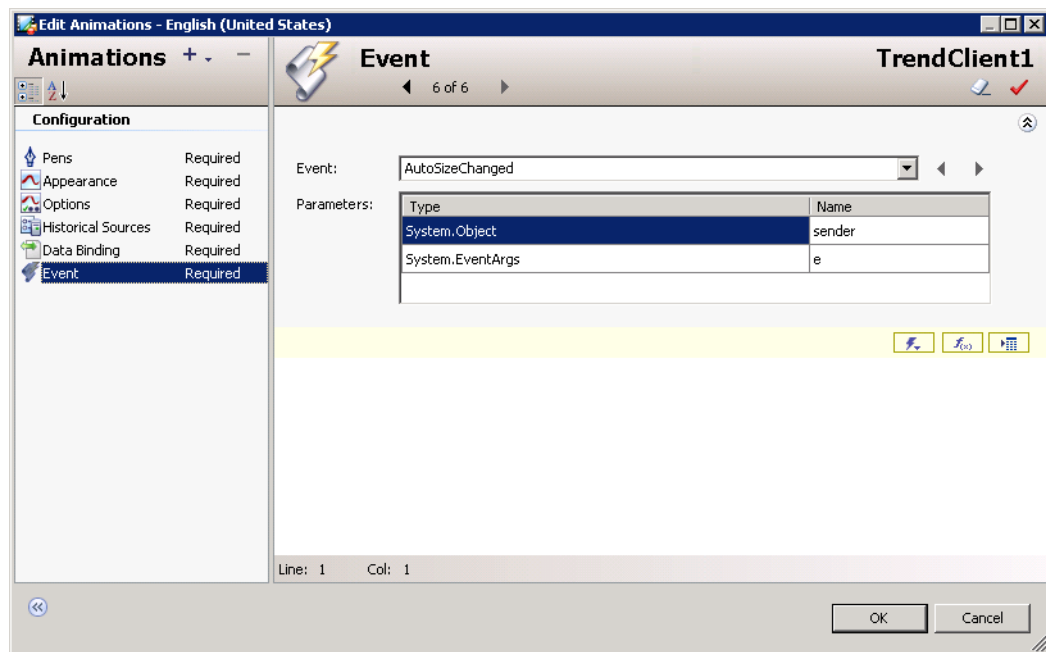 Edit Animations - English (United States)
Animations
Event
TrendClient1
6 of 6
Configuration
Pens Required
Appearance Required
Options Required
Historical Sources Required
Data Binding Required
Event Required
Event: AutoSizeChanged
Parameters:
Type Name
System.Object sender
System.EventArgs e
f(x)
Line: 1 Col: 1
OK Cancel